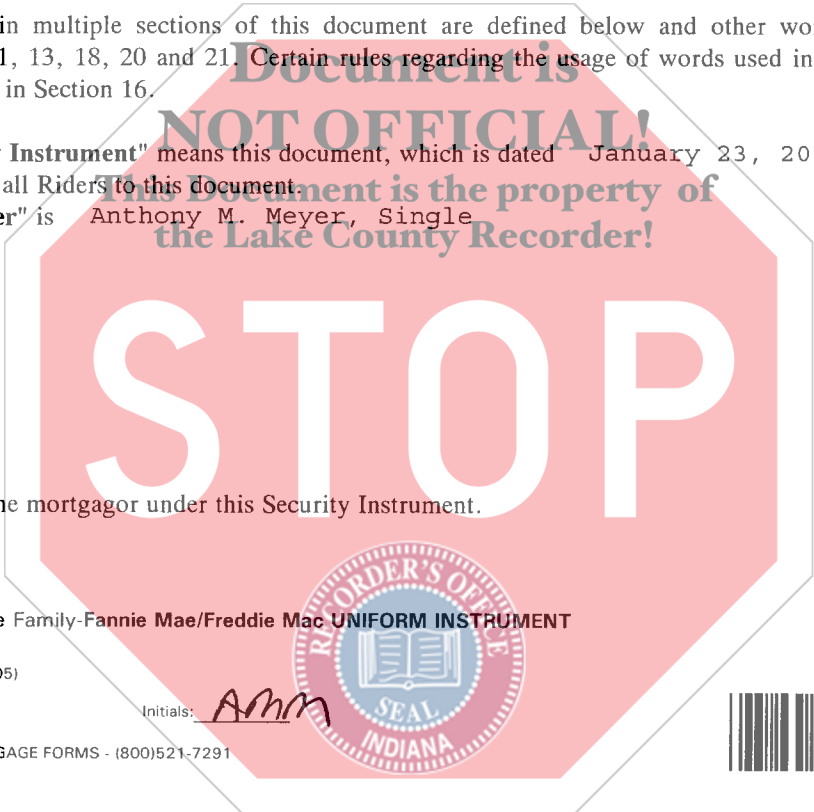 in multiple sections of this document are defined below and other wo
1, 13, 18, 20 and 21. Certain rules regarding the usage of words used in
in Section 16.
Document is
NOT OFFICIAL!
This Document is the property of
the Lake County Recorder!
Instrument" means this document, which is dated January 23, 20
all Riders to this document.
er" is Anthony M. Meyer, Single
STOP
he mortgagor under this Security Instrument.
e Family-Fannie Mae/Freddie Mac UNIFORM INSTRUMENT
05)
Initials: AMM
GAGE FORMS - (800)521-7291
RECORDER'S OFFICE
SEAL
INDIANA